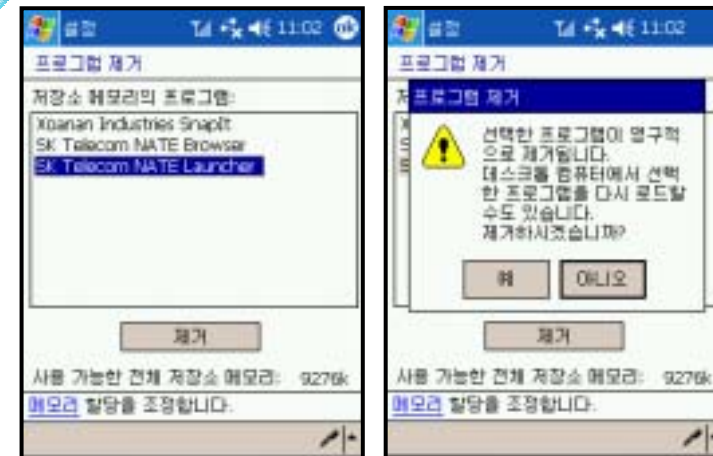 설정 11:02 ok
프로그램 제거
저장소 메모리의 프로그램:
Xoanan Industries SnapIt
SK Telecom NATE Browser
SK Telecom NATE Launcher
제거
사용 가능한 전체 저장소 메모리: 9276k
메모리 할당을 조정합니다.
설정 11:02
프로그램 제거
저
프로그램 제거
선택한 프로그램이 영구적
으로 제거됩니다.
데스크톱 컴퓨터에서 선택
한 프로그램을 다시 로드할
수도 있습니다.
제거하시겠습니까?
예 아니오
제거
사용 가능한 전체 저장소 메모리: 9276k
메모리 할당을 조정합니다.